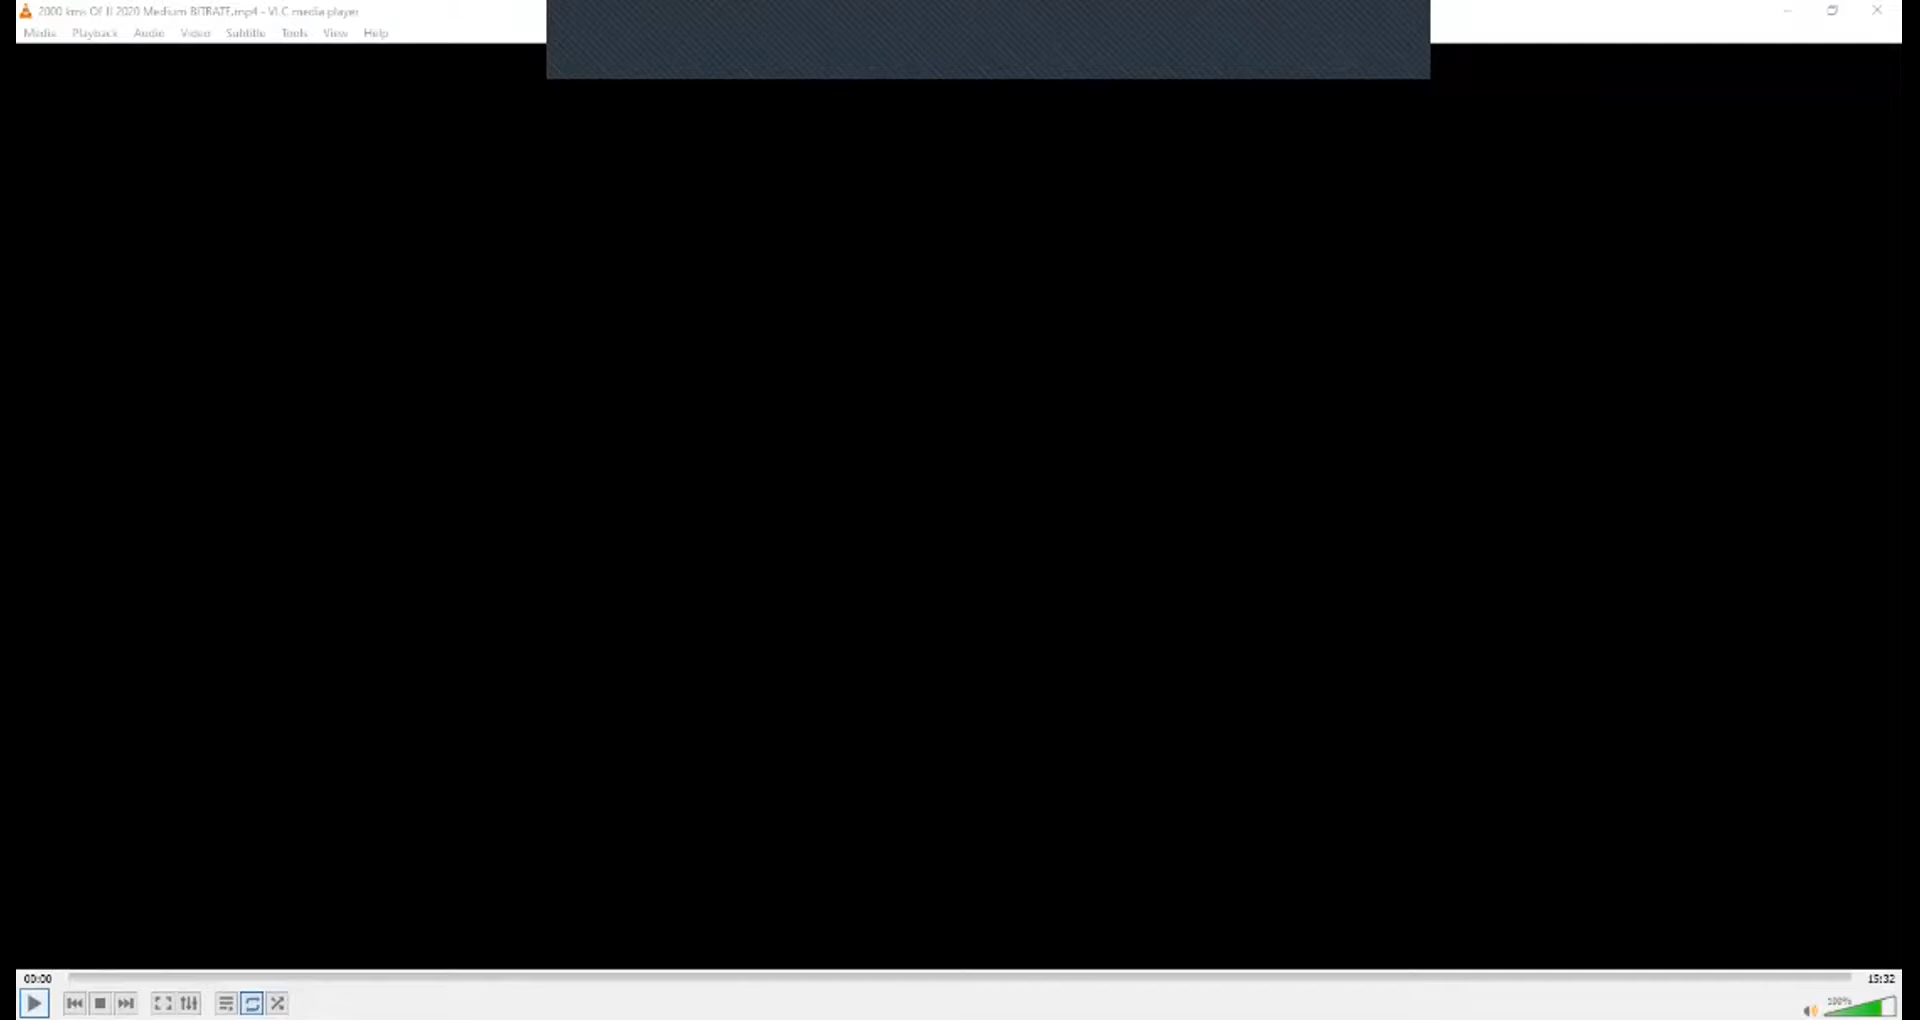 2000 kms Of JJ 2020 Medium BITRATE.mp4 - VLC media player
Media Playback Audio Video Subtitle Tools View Help
00:00
15:32
100%